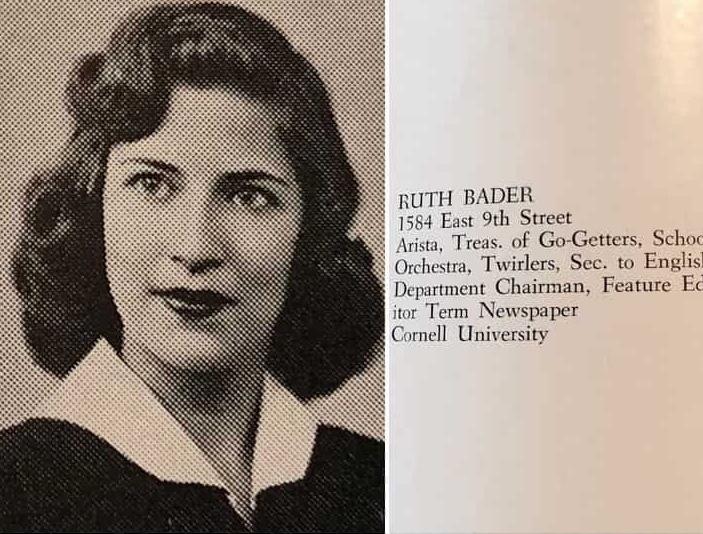 RUTH BADER
1584 East 9th Street
Arista, Treas. of Go-Getters, Schoo
Orchestra, Twirlers, Sec. to English
Department Chairman, Feature Ed
itor Term Newspaper
Cornell University